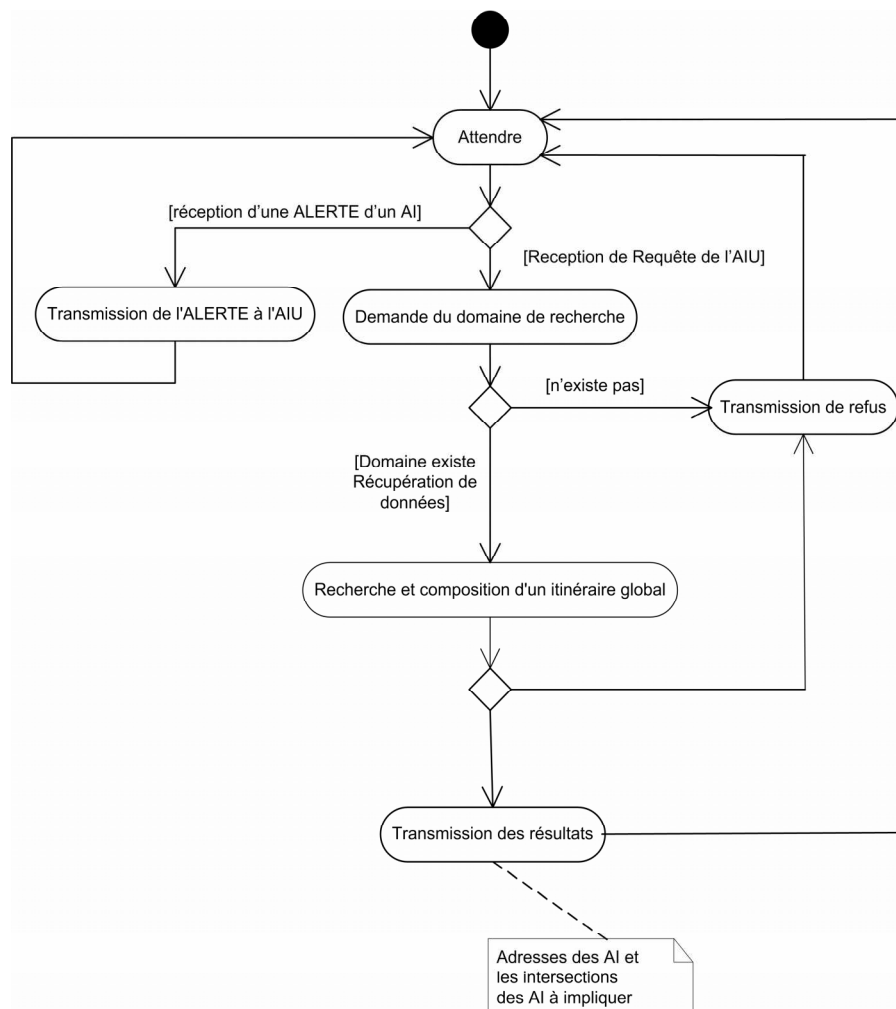 Attendre
[réception d'une ALERTE d'un AI]
[Reception de Requête de l'AIU]
Transmission de l'ALERTE à l'AIU
Demande du domaine de recherche
[n'existe pas]
Transmission de refus
[Domaine existe
Récupération de
données]
Recherche et composition d'un itinéraire global
Transmission des résultats
Adresses des AI et
les intersections
des AI à impliquer